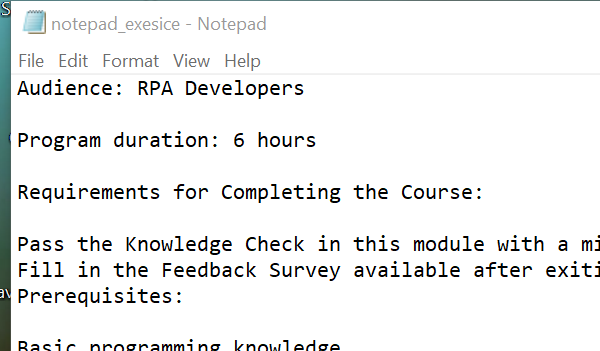 notepad_exesice - Notepad
File Edit Format View Help
Audience: RPA Developers
Program duration: 6 hours
Requirements for Completing the Course:
Pass the Knowledge Check in this module with a mi
Fill in the Feedback Survey available after exiti
Prerequisites:
Basic programming knowledge